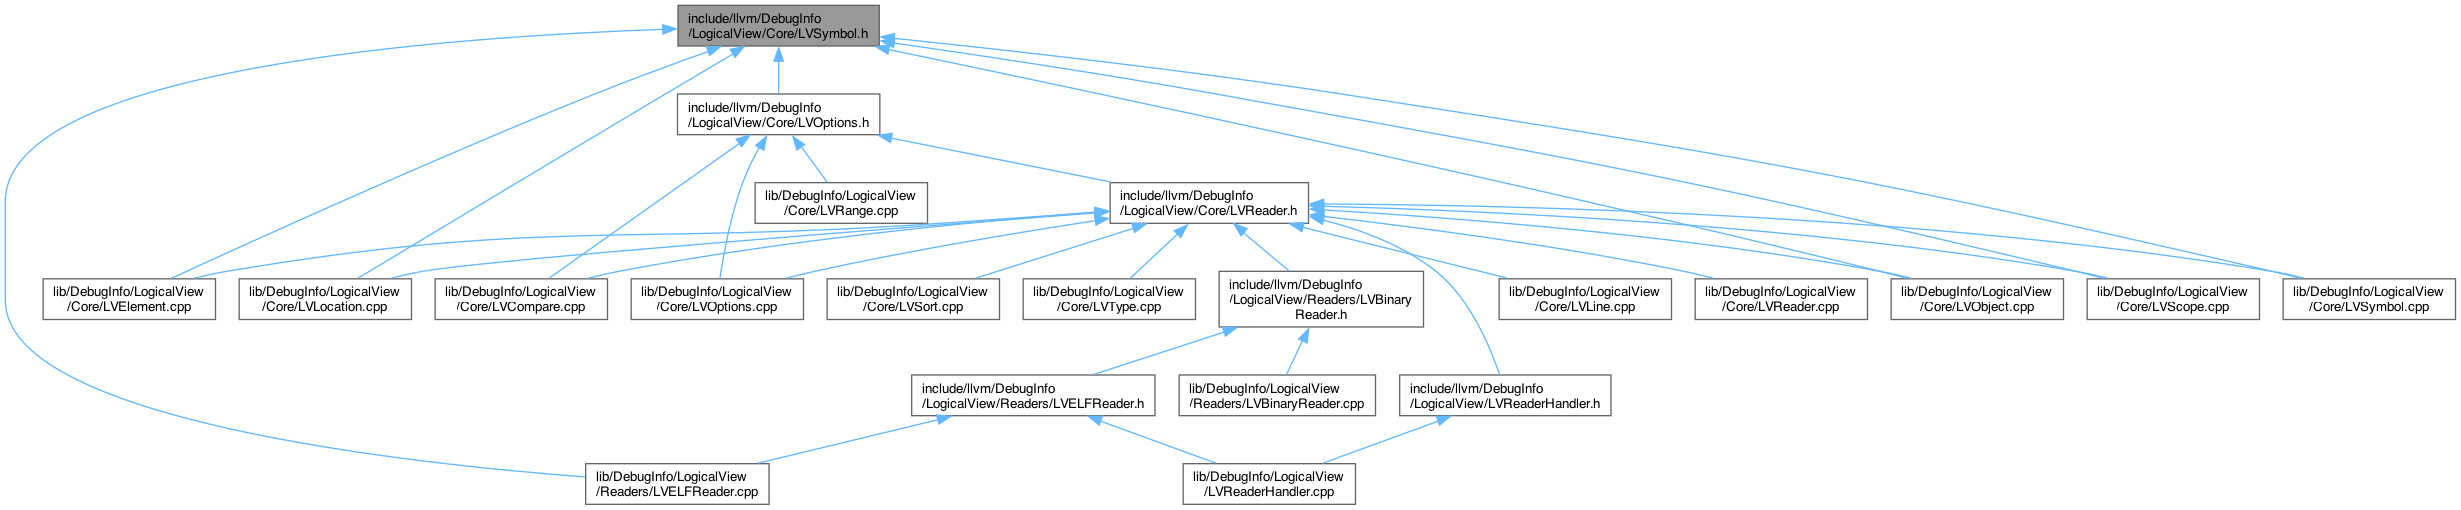 include/llvm/DebugInfo
/LogicalView/Core/LVSymbol.h
include/llvm/DebugInfo
/LogicalView/Core/LVOptions.h
lib/DebugInfo/LogicalView
/Core/LVRange.cpp
include/llvm/DebugInfo
/LogicalView/Core/LVReader.h
lib/DebugInfo/LogicalView
/Core/LVElement.cpp
lib/DebugInfo/LogicalView
/Core/LVLocation.cpp
lib/DebugInfo/LogicalView
/Core/LVCompare.cpp
lib/DebugInfo/LogicalView
/Core/LVOptions.cpp
lib/DebugInfo/LogicalView
/Core/LVSort.cpp
lib/DebugInfo/LogicalView
/Core/LVType.cpp
include/llvm/DebugInfo
/LogicalView/Readers/LVBinary
Reader.h
lib/DebugInfo/LogicalView
/Core/LVLine.cpp
lib/DebugInfo/LogicalView
/Core/LVReader.cpp
lib/DebugInfo/LogicalView
/Core/LVObject.cpp
lib/DebugInfo/LogicalView
/Core/LVScope.cpp
lib/DebugInfo/LogicalView
/Core/LVSymbol.cpp
include/llvm/DebugInfo
/LogicalView/Readers/LVELFReader.h
lib/DebugInfo/LogicalView
/Readers/LVBinaryReader.cpp
include/llvm/DebugInfo
/LogicalView/LVReaderHandler.h
lib/DebugInfo/LogicalView
/Readers/LVELFReader.cpp
lib/DebugInfo/LogicalView
/LVReaderHandler.cpp